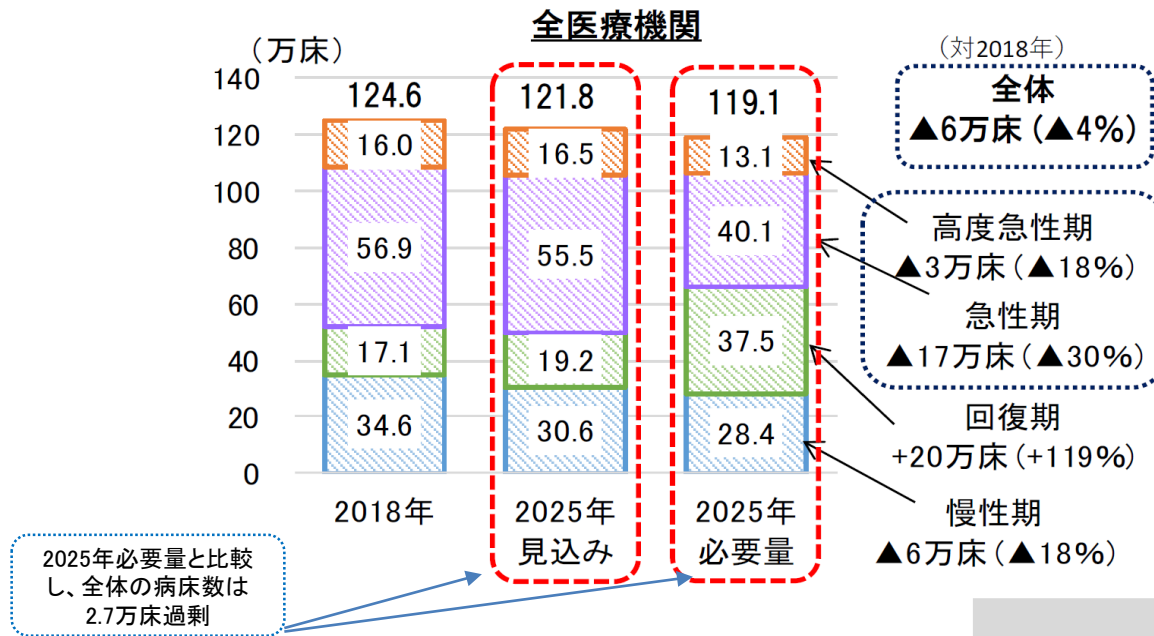 全医療機関
（万床）
（対2018年）
140
120
100
80
60
40
20
0
124.6
16.0
56.9
17.1
34.6
2018年
121.8
16.5
55.5
19.2
30.6
2025年
見込み
119.1
13.1
40.1
37.5
28.4
2025年
必要量
全体
▲6万床（▲4%）
高度急性期
▲3万床（▲18%）
急性期
▲17万床（▲30%）
回復期
+20万床（+119%）
慢性期
▲6万床（▲18%）
2025年必要量と比較
し、全体の病床数は
2.7万床過剰